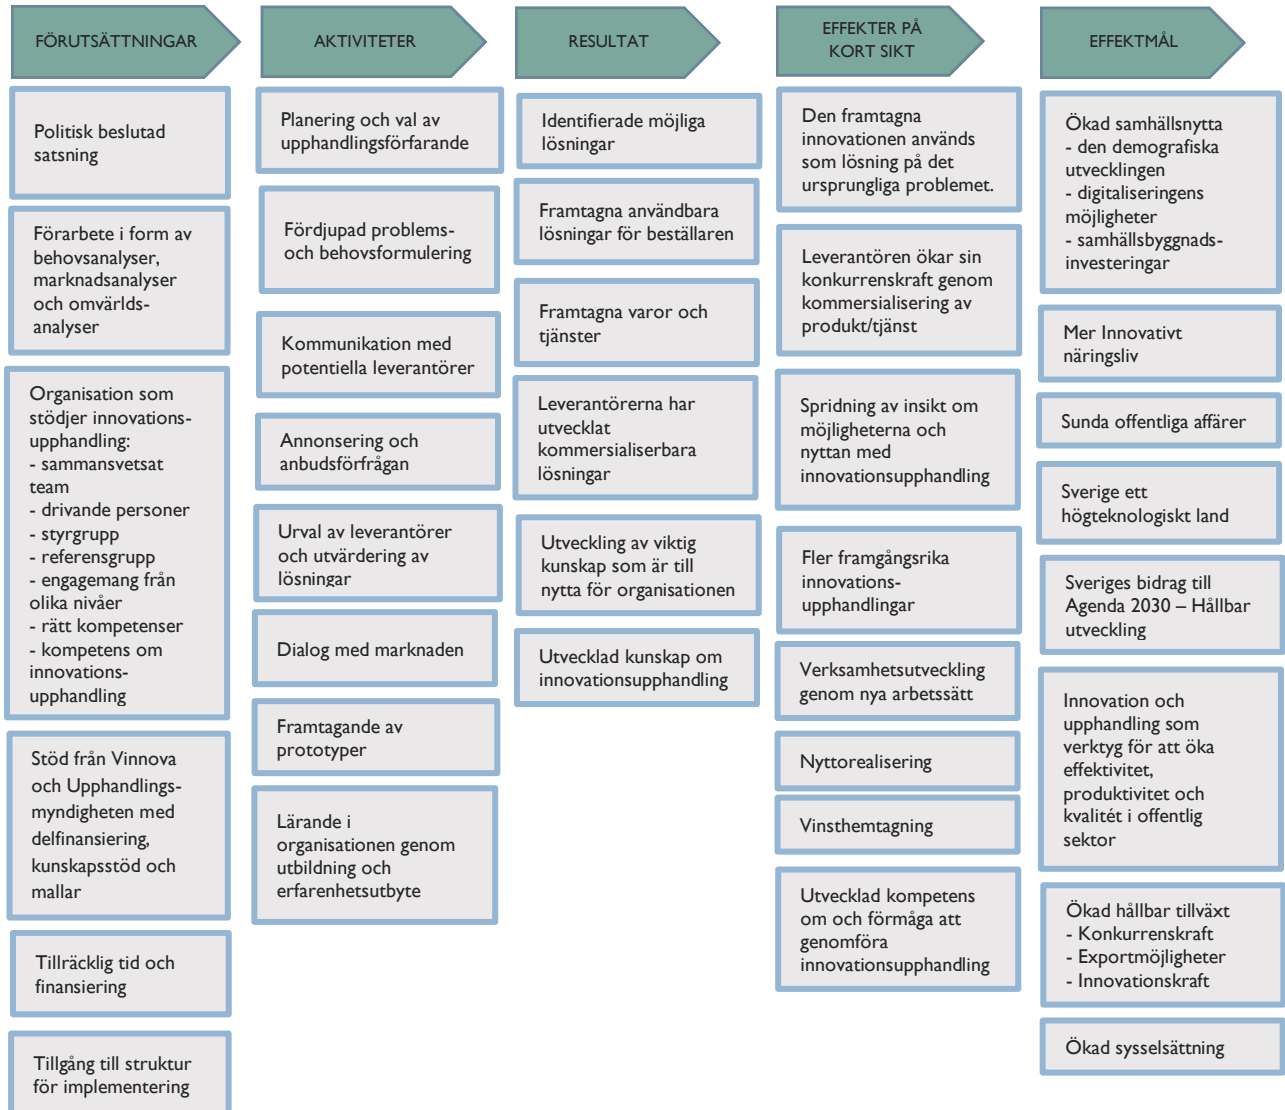 FÖRUTSÄTTNINGAR
Politisk beslutad
satsning
Förarbete i form av
behovsanalyser,
marknadsanalyser
och omvärlds-
analyser
Organisation som
stödjer innovations-
upphandling:
- sammansvetsat
team
- drivande personer
- styrgrupp
- referensgrupp
- engagemang från
olika nivåer
- rätt kompetenser
- kompetens om
innovations-
upphandling
Stöd från Vinnova
och Upphandlings-
myndigheten med
delfinansiering,
kunskapsstöd och
mallar
Tillräcklig tid och
finansiering
Tillgång till struktur
för implementering
AKTIVITETER
Planering och val av
upphandlingsförfarande
Fördjupad problems-
och behovsformulering
Kommunikation med
potentiella leverantörer
Annonsering och
anbudsförfrågan
Urval av leverantörer
och utvärdering av
lösningar
Dialog med marknaden
Framtagande av
prototyper
Lärande i
organisationen genom
utbildning och
erfarenhetsutbyte
RESULTAT
Identifierade möjliga
lösningar
Framtagna användbara
lösningar för beställaren
Framtagna varor och
tjänster
Leverantörerna har
utvecklat
kommersialiserbara
lösningar
Utveckling av viktig
kunskap som är till
nytta för organisationen
Utvecklad kunskap om
innovationsupphandling
EFFEKTER PÅ
KORT SIKT
Den framtagna
innovationen används
som lösning på det
ursprungliga problemet.
Leverantören ökar sin
konkurrenskraft genom
kommersialisering av
produkt/tjänst
Spridning av insikt om
möjligheterna och
nyttan med
innovationsupphandling
Fler framgångsrika
innovations-
upphandlingar
Verksamhetsutveckling
genom nya arbetssätt
Nyttorealisering
Vinsthemtagning
Utvecklad kompetens
om och förmåga att
genomföra
innovationsupphandling
EFFEKTMÅL
Ökad samhällsnytta
- den demografiska
utvecklingen
- digitaliseringens
möjligheter
- samhällsbyggnads-
investeringar
Mer Innovativt
näringsliv
Sunda offentliga affärer
Sverige ett
högteknologiskt land
Sveriges bidrag till
Agenda 2030 – Hållbar
utveckling
Innovation och
upphandling som
verktyg för att öka
effektivitet,
produktivitet och
kvalitét i offentlig
sektor
Ökad hållbar tillväxt
- Konkurrenskraft
- Exportmöjligheter
- Innovationskraft
Ökad sysselsättning